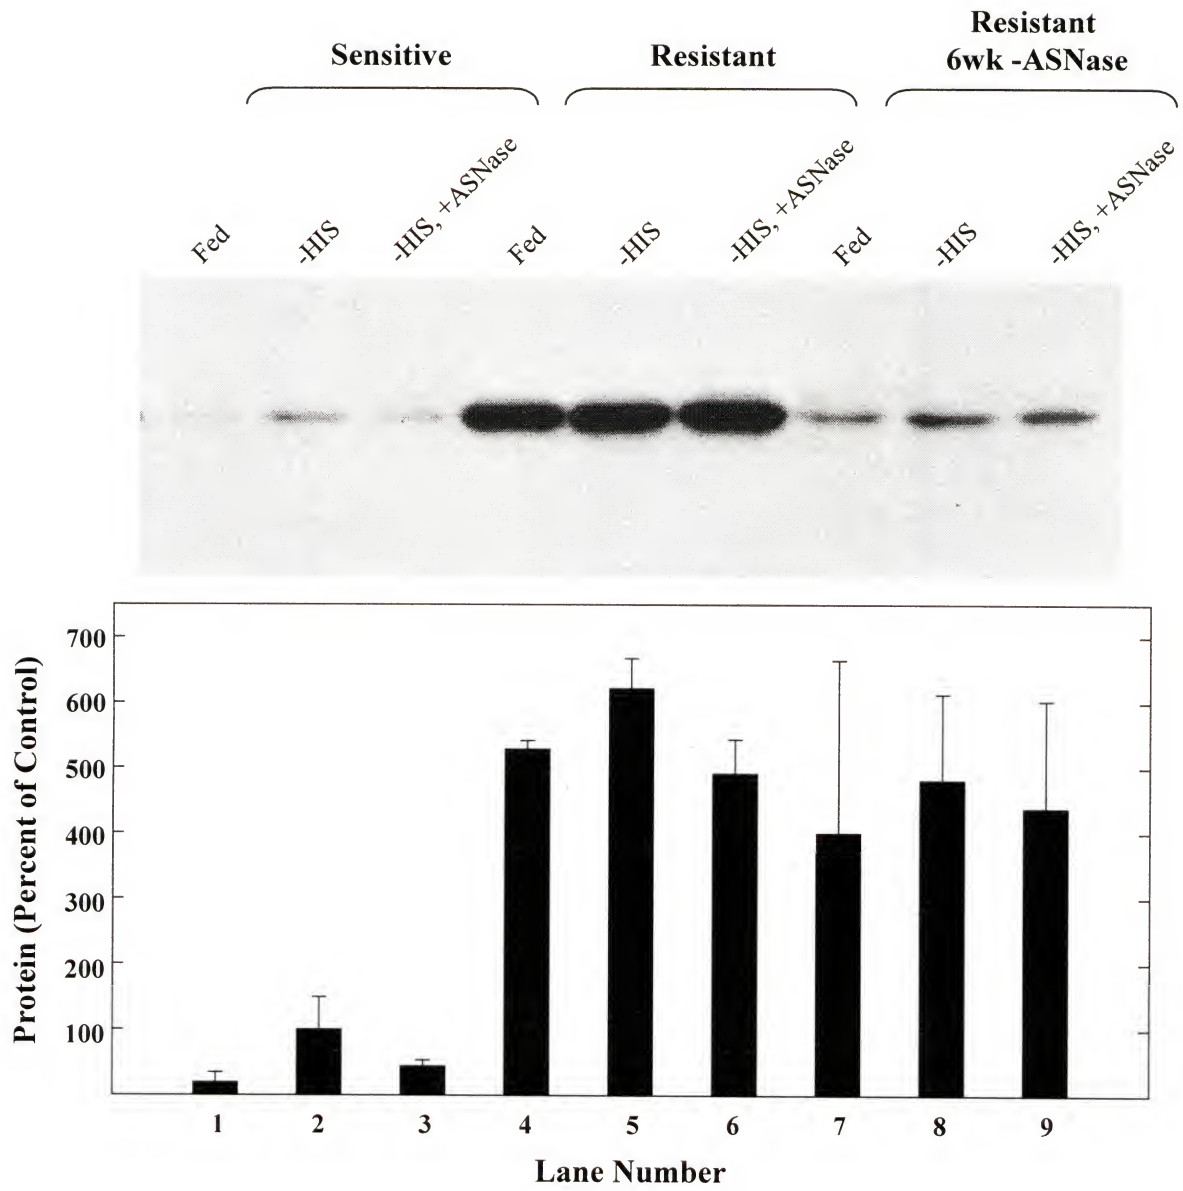 Resistant
Sensitive Resistant 6wk -ASNase
Fed -HIS -HIS, +ASNase Fed -HIS -HIS, +ASNase Fed -HIS -HIS, +ASNase
Protein (Percent of Control)
700
600
500
400
300
200
100
1 2 3 4 5 6 7 8 9
Lane Number